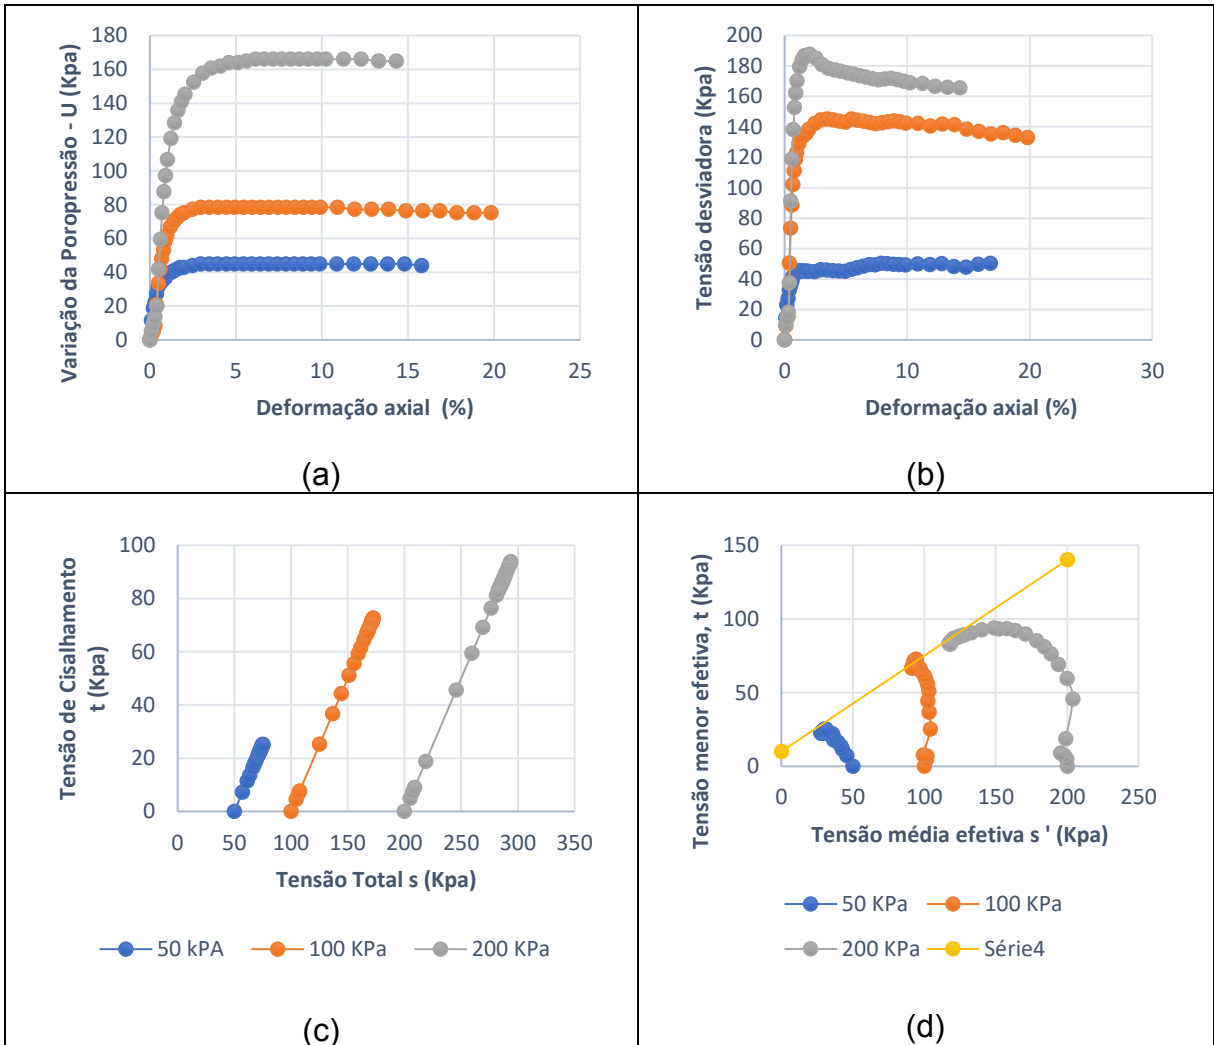 Variação da Poropressão - U (Kpa)
180
160
140
120
100
80
60
40
20
0
0 5 10 15 20 25
Deformação axial (%)
(a)
Tensão desviadora (Kpa)
200
180
160
140
120
100
80
60
40
20
0
0 10 20 30
Deformação axial (%)
(b)
Tensão de Cisalhamento
t (Kpa)
100
80
60
40
20
0
0 50 100 150 200 250 300 350
Tensão Total s (Kpa)
50 kPA 100 KPa 200 KPa
(c)
Tensão menor efetiva, t (Kpa)
150
100
50
0
0 50 100 150 200 250
Tensão média efetiva s ' (Kpa)
50 KPa 100 KPa
200 KPa Série4
(d)